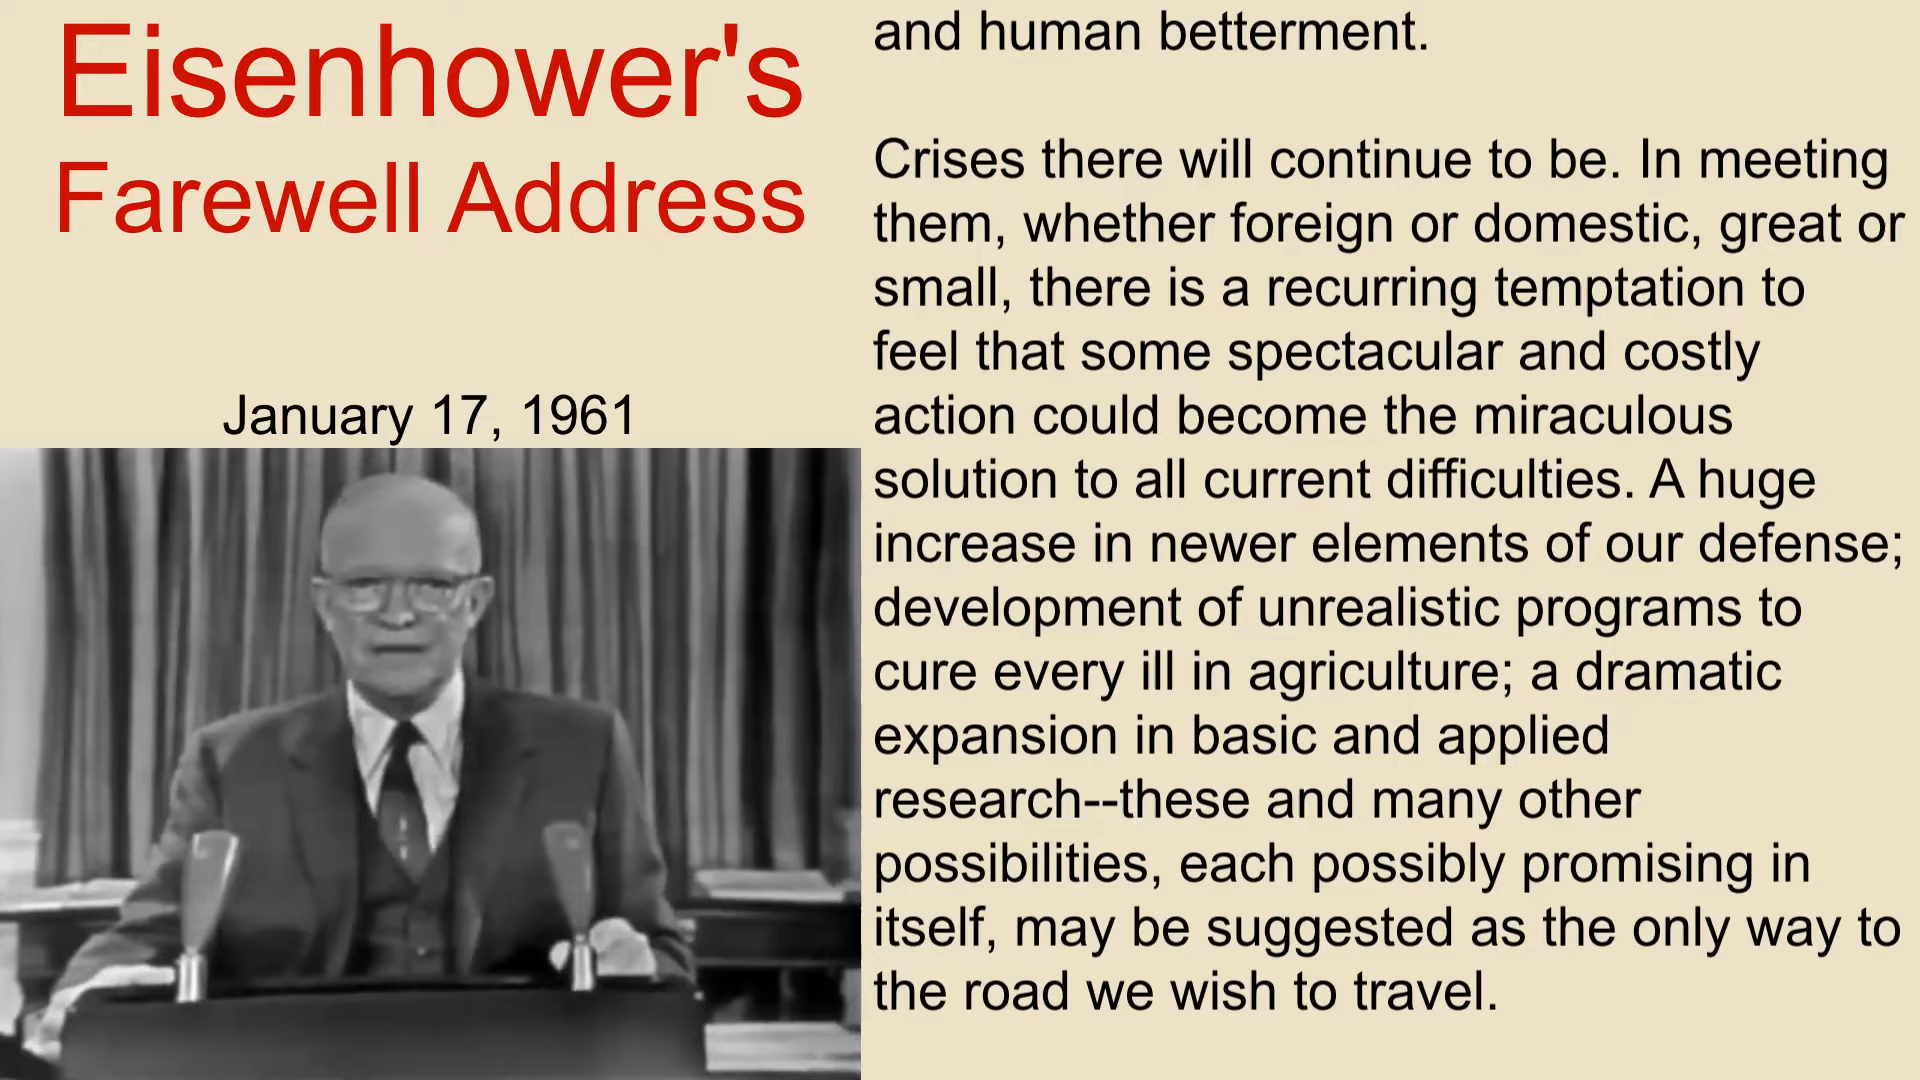 Eisenhower's
Farewell Address
January 17, 1961
and human betterment.
Crises there will continue to be. In meeting
them, whether foreign or domestic, great or
small, there is a recurring temptation to
feel that some spectacular and costly
action could become the miraculous
solution to all current difficulties. A huge
increase in newer elements of our defense;
development of unrealistic programs to
cure every ill in agriculture; a dramatic
expansion in basic and applied
research--these and many other
possibilities, each possibly promising in
itself, may be suggested as the only way to
the road we wish to travel.